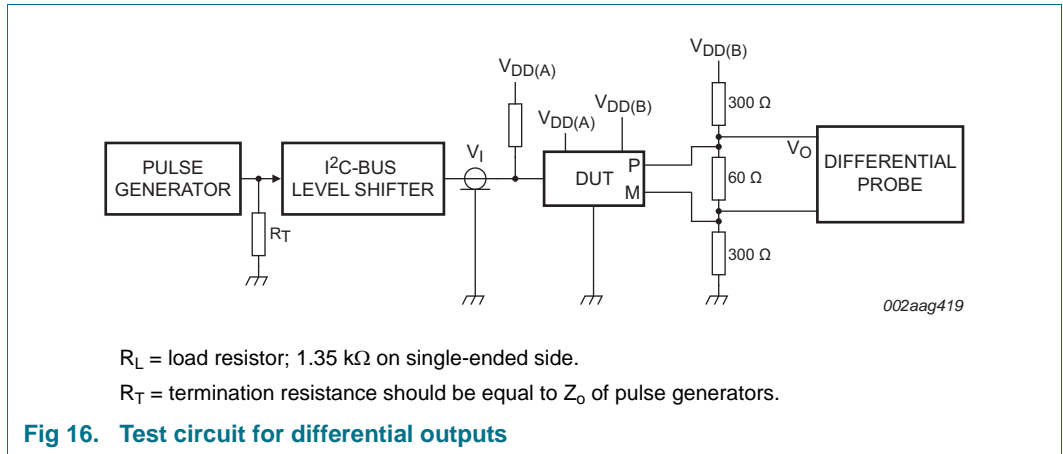 V_DD(A)
V_DD(B)
V_DD(A)
V_DD(B)
300 Ω
PULSE
GENERATOR
R_T
I²C-BUS
LEVEL SHIFTER
V_I
DUT
P
M
60 Ω
300 Ω
V_O
DIFFERENTIAL
PROBE
002aag419
R_L = load resistor; 1.35 kΩ on single-ended side.
R_T = termination resistance should be equal to Z_o of pulse generators.
Fig 16. Test circuit for differential outputs